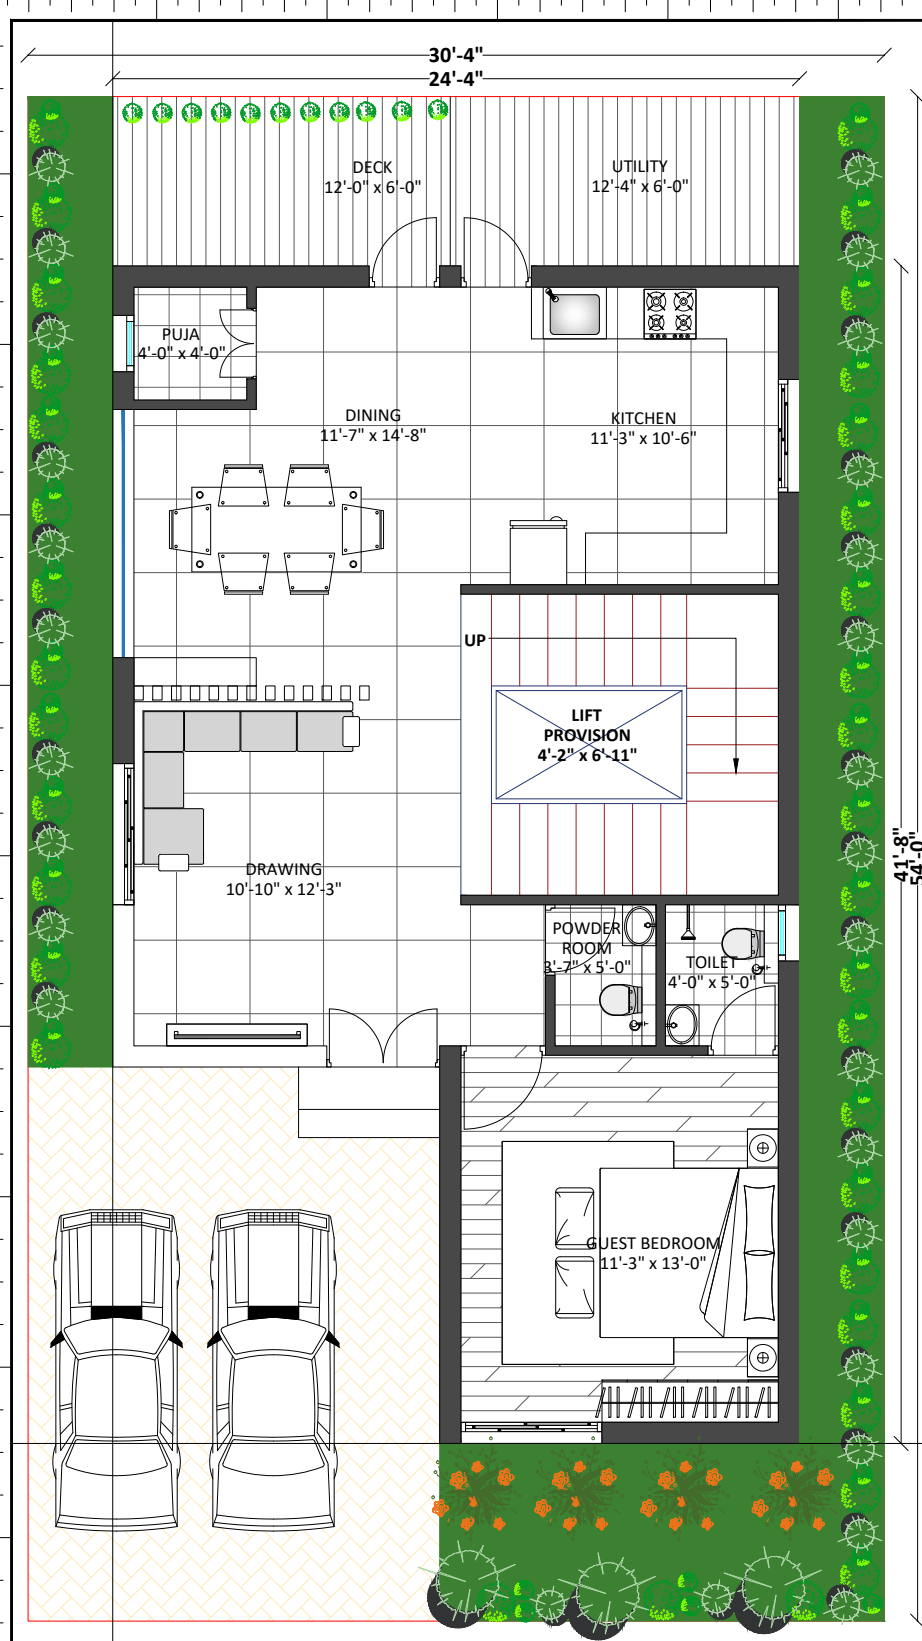 30'-4"
24'-4"
DECK
12'-0" x 6'-0"
UTILITY
12'-4" x 6'-0"
PUJA
4'-0" x 4'-0"
DINING
11'-7" x 14'-8"
KITCHEN
11'-3" x 10'-6"
UP
LIFT
PROVISION
4'-2" x 6'-11"
41'-8"
54'-0"
DRAWING
10'-10" x 12'-3"
POWDER
ROOM
3'-7" x 5'-0"
TOILET
4'-0" x 5'-0"
GUEST BEDROOM
11'-3" x 13'-0"